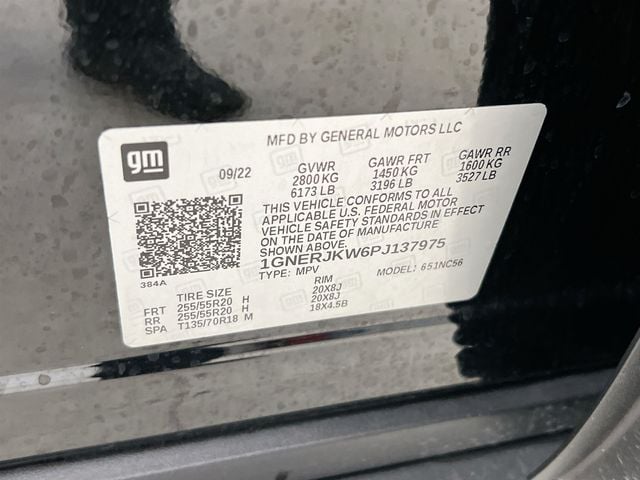 gm
MFD BY GENERAL MOTORS LLC
09/22
GVWR GAWR FRT GAWR RR
2800 KG 1450 KG 1600 KG
6173 LB 3196 LB 3527 LB
THIS VEHICLE CONFORMS TO ALL
APPLICABLE U.S. FEDERAL MOTOR
VEHICLE SAFETY STANDARDS IN EFFECT
ON THE DATE OF MANUFACTURE
SHOWN ABOVE.
1GNERJKW6PJ137975
TYPE: MPV MODEL: 651NC56
384A
TIRE SIZE RIM
FRT 255/55R20 H 20X8J
RR 255/55R20 H 20X8J
SPA T135/70R18 M 18X4.5B